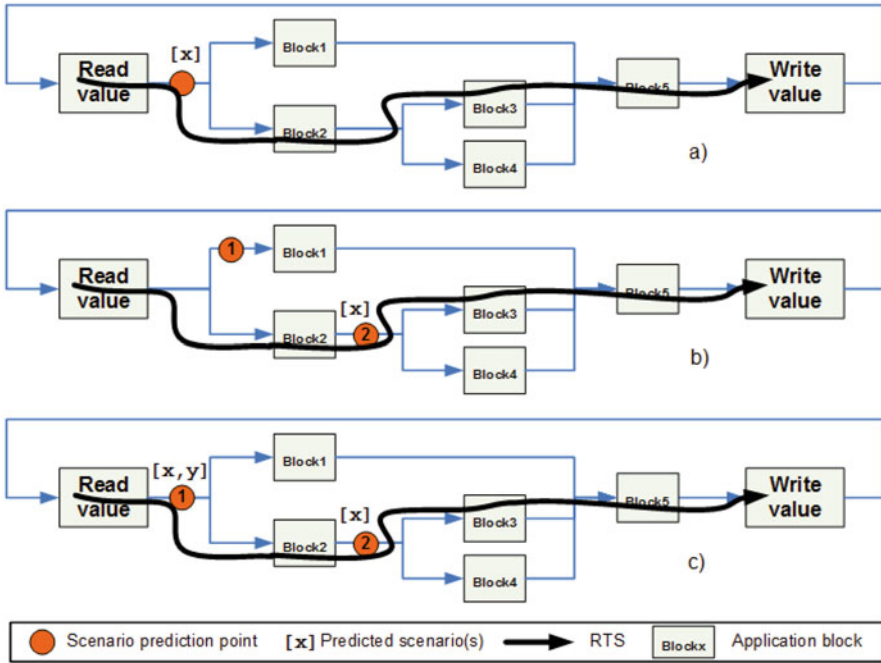 [x]
Block1
Read
value
Block2
Block3
Block4
Block5
Write
value
a)
1
Block1
Read
value
[x]
Block2
2
Block3
Block4
Block5
Write
value
b)
[x,y]
Block1
Read
value
1
[x]
Block2
2
Block3
Block4
Block5
Write
value
c)
Scenario prediction point [x] Predicted scenario(s) RTS Blockx Application block